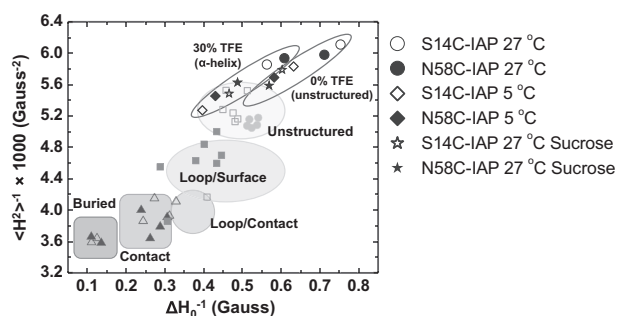 <H²>⁻¹ × 1000 (Gauss⁻²)
6.4
6.0
5.6
5.2
4.8
4.4
4.0
3.6
3.2
30% TFE
(α-helix)
0% TFE
(unstructured)
Unstructured
Loop/Surface
Buried
Loop/Contact
Contact
0.1 0.2 0.3 0.4 0.5 0.6 0.7 0.8
ΔH₀⁻¹ (Gauss)
S14C-IAP 27 °C
N58C-IAP 27 °C
S14C-IAP 5 °C
N58C-IAP 5 °C
S14C-IAP 27 °C Sucrose
N58C-IAP 27 °C Sucrose